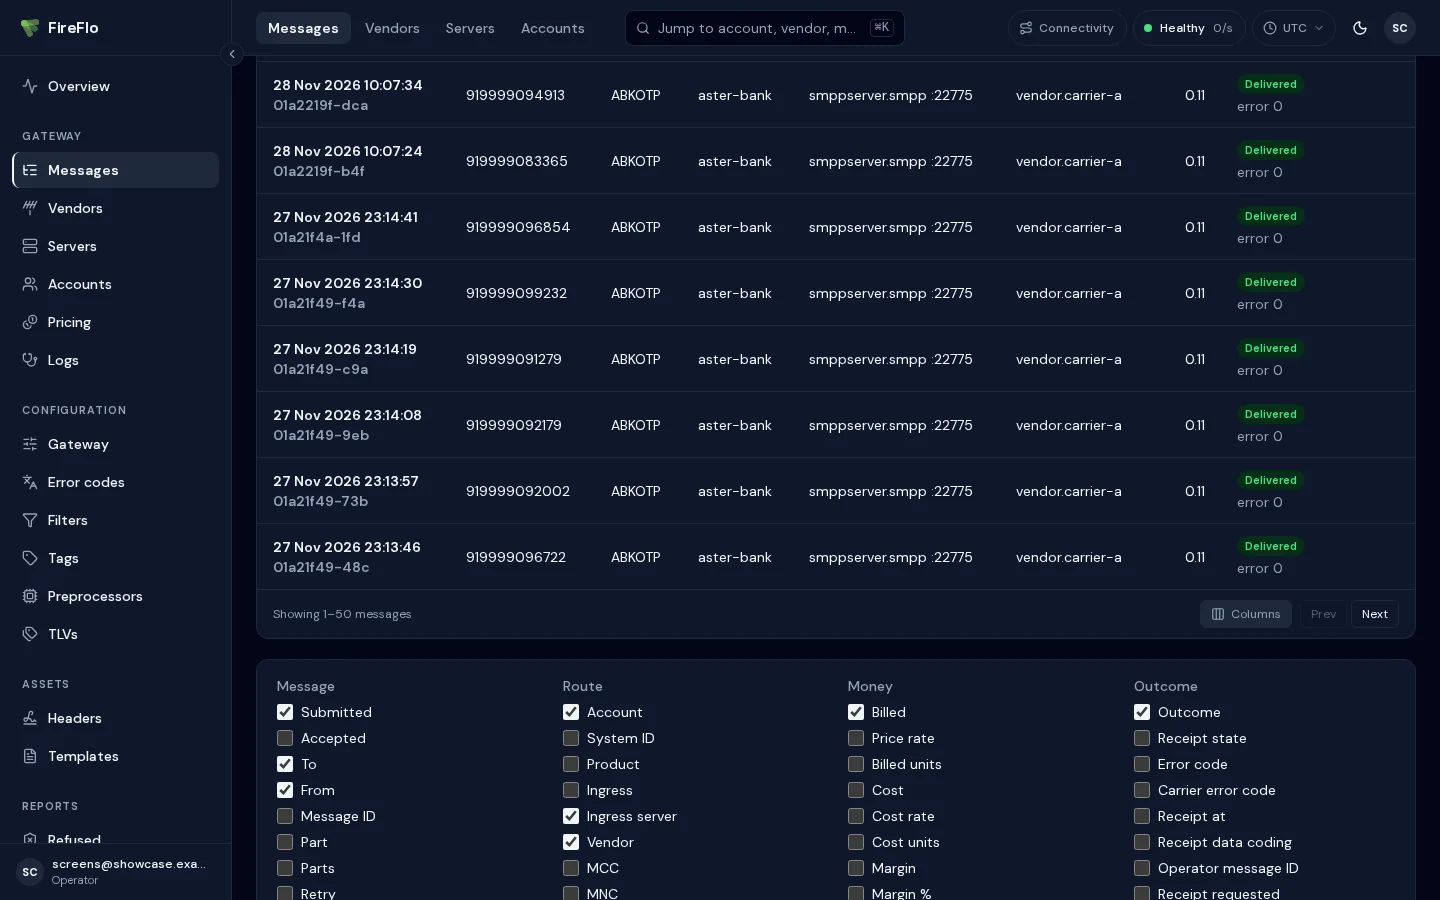 FireFlo
Messages Vendors Servers Accounts
Jump to account, vendor, m... ⌘K
Connectivity
Healthy 0/s
UTC
SC
Overview
GATEWAY
Messages
Vendors
Servers
Accounts
Pricing
Logs
CONFIGURATION
Gateway
Error codes
Filters
Tags
Preprocessors
TLVs
ASSETS
Headers
Templates
REPORTS
Refused
SC screens@showcase.exa...
Operator
28 Nov 2026 10:07:34 919999094913 ABKOTP aster-bank smppserver.smpp :22775 vendor.carrier-a 0.11 Delivered
01a2219f-dca error 0
28 Nov 2026 10:07:24 919999083365 ABKOTP aster-bank smppserver.smpp :22775 vendor.carrier-a 0.11 Delivered
01a2219f-b4f error 0
27 Nov 2026 23:14:41 919999096854 ABKOTP aster-bank smppserver.smpp :22775 vendor.carrier-a 0.11 Delivered
01a21f4a-1fd error 0
27 Nov 2026 23:14:30 919999099232 ABKOTP aster-bank smppserver.smpp :22775 vendor.carrier-a 0.11 Delivered
01a21f49-f4a error 0
27 Nov 2026 23:14:19 919999091279 ABKOTP aster-bank smppserver.smpp :22775 vendor.carrier-a 0.11 Delivered
01a21f49-c9a error 0
27 Nov 2026 23:14:08 919999092179 ABKOTP aster-bank smppserver.smpp :22775 vendor.carrier-a 0.11 Delivered
01a21f49-9eb error 0
27 Nov 2026 23:13:57 919999092002 ABKOTP aster-bank smppserver.smpp :22775 vendor.carrier-a 0.11 Delivered
01a21f49-73b error 0
27 Nov 2026 23:13:46 919999096722 ABKOTP aster-bank smppserver.smpp :22775 vendor.carrier-a 0.11 Delivered
01a21f49-48c error 0
Showing 1–50 messages Columns Prev Next
Message
Submitted
Accepted
To
From
Message ID
Part
Parts
Retry
Route
Account
System ID
Product
Ingress
Ingress server
Vendor
MCC
MNC
Money
Billed
Price rate
Billed units
Cost
Cost rate
Cost units
Margin
Margin %
Outcome
Outcome
Receipt state
Error code
Carrier error code
Receipt at
Receipt data coding
Operator message ID
Receipt requested